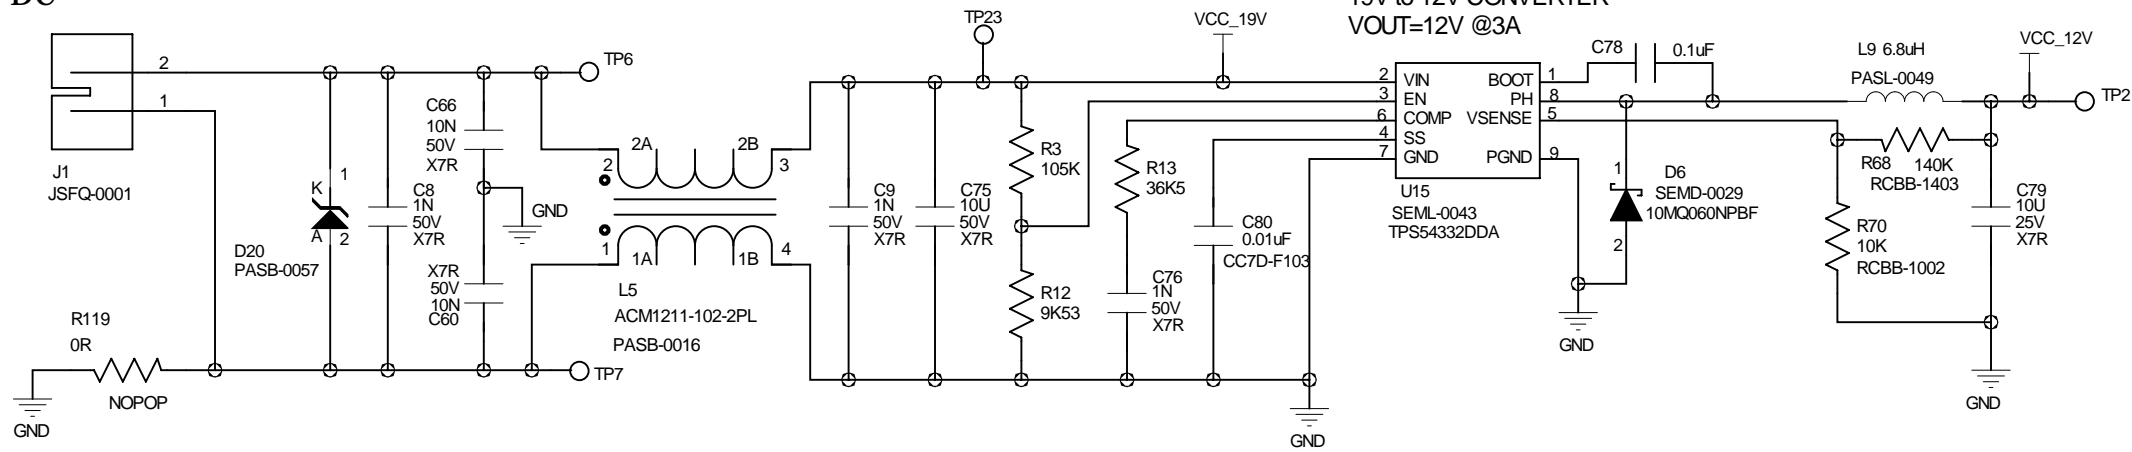 DC
19V to 12V CONVERTER
VOUT=12V @3A
J1
JSFQ-0001
2
1
R119
0R
NOPOP
GND
K
1
A
2
D20
PASB-0057
C8
1N
50V
X7R
C66
10N
50V
X7R
X7R
50V
10N
C60
GND
TP6
TP7
2
2A
2B
3
1
1A
1B
4
L5
ACM1211-102-2PL
PASB-0016
C9
1N
50V
X7R
C75
10U
50V
X7R
TP23
R3
105K
R12
9K53
R13
36K5
C76
1N
50V
X7R
C80
0.01uF
CC7D-F103
VCC_19V
GND
2 VIN BOOT 1
3 EN PH 8
6 COMP VSENSE 5
4 SS
7 GND PGND 9
U15
SEML-0043
TPS54332DDA
C78
0.1uF
1
D6
SEMD-0029
10MQ060NPBF
2
GND
L9 6.8uH
PASL-0049
VCC_12V
TP2
R68 140K
RCBB-1403
R70
10K
RCBB-1002
C79
10U
25V
X7R
GND